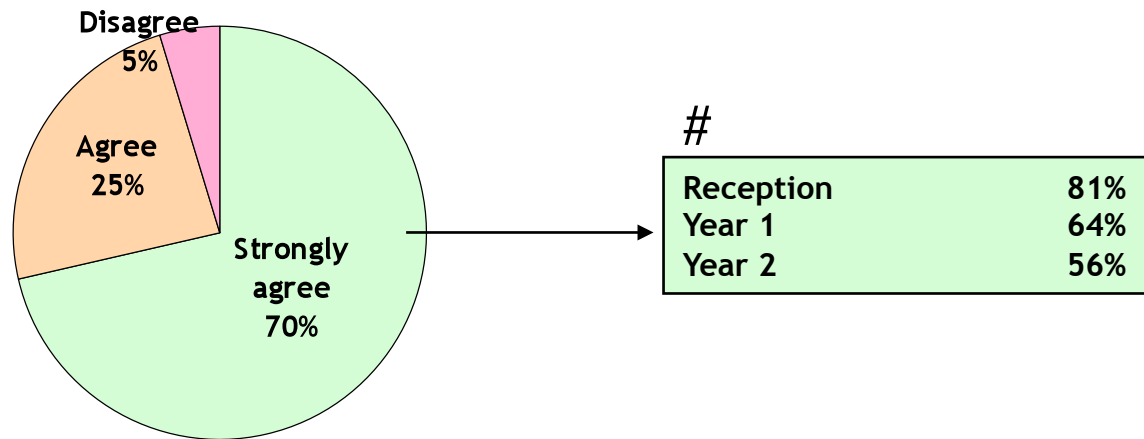 Disagree
5%
Agree
25%
Strongly
agree
70%
#
Reception 81%
Year 1 64%
Year 2 56%